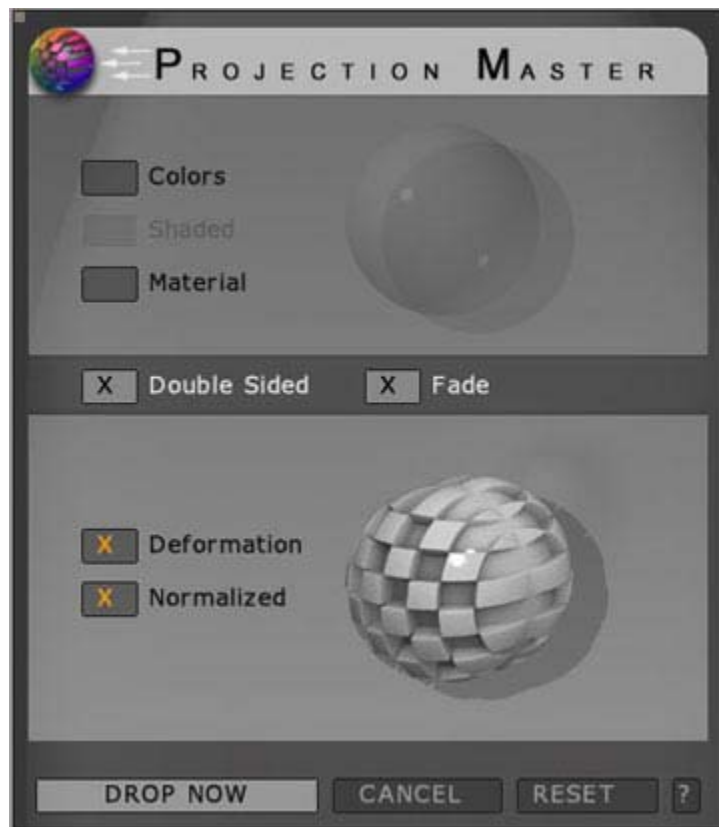 PROJECTION MASTER
Colors
Shaded
Material
X Double Sided X Fade
X Deformation
X Normalized
DROP NOW CANCEL RESET ?